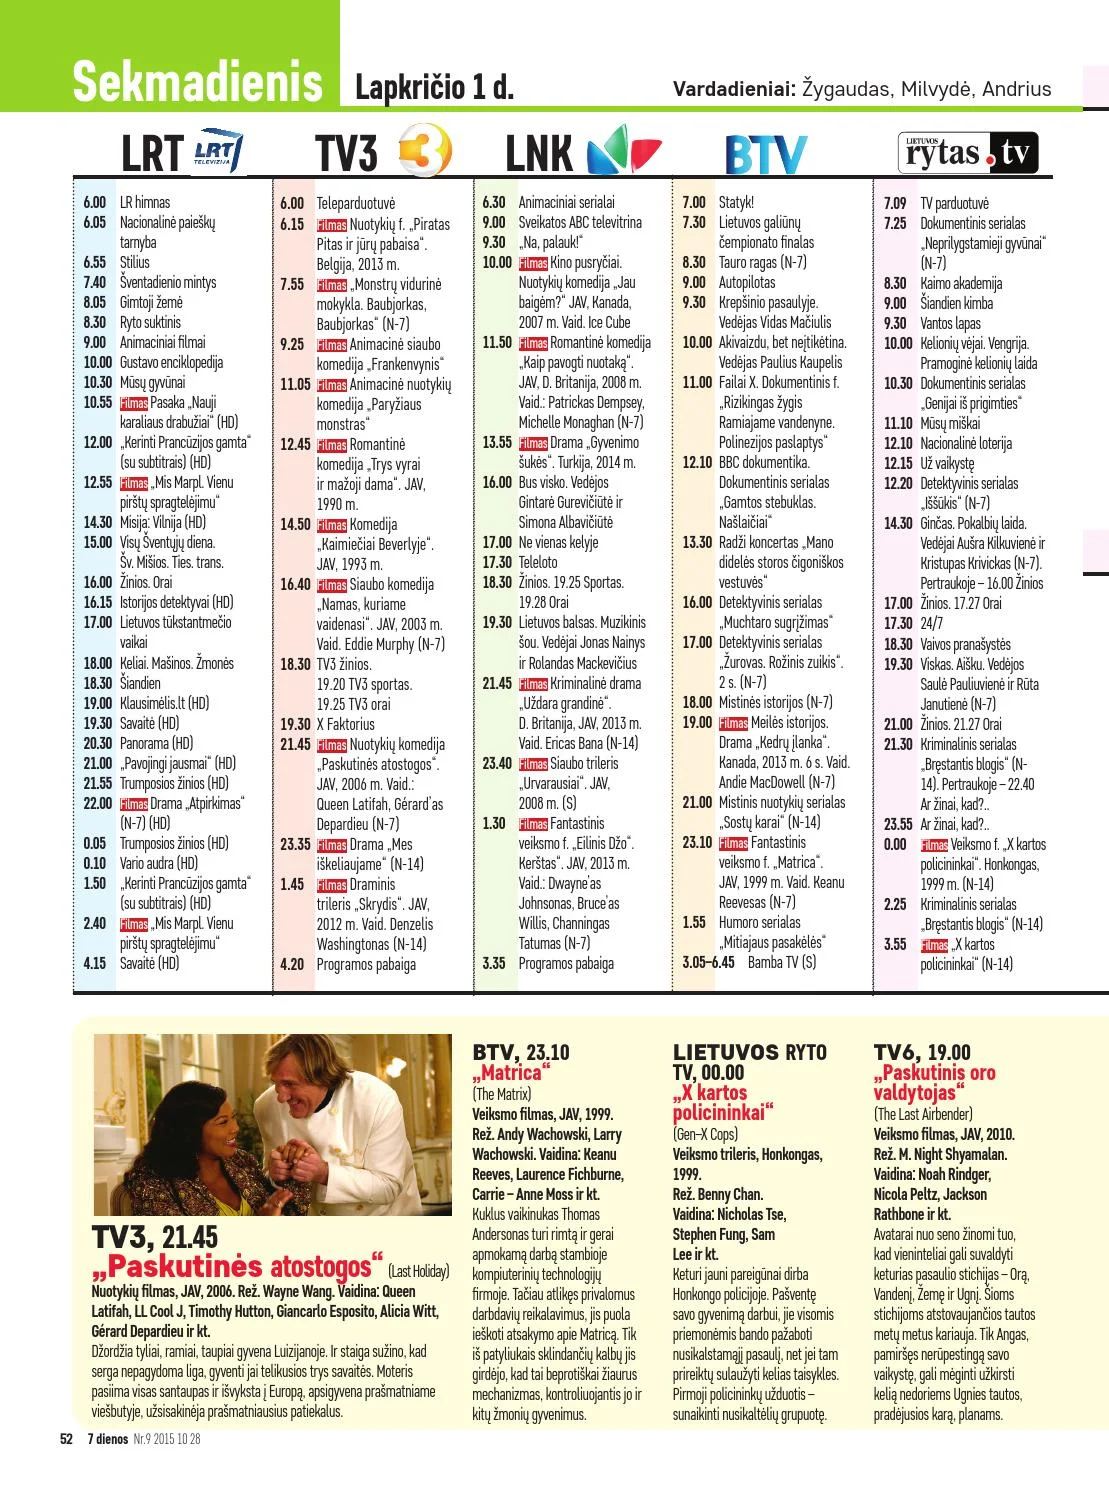 Sekmadienis
Lapkričio 1 d.
Vardadieniai: Žygaudas, Milvydė, Andrius
LRT
LRT
TELEVIZIJA
6.00 LR himnas
6.05 Nacionalinė paieškų
tarnyba
6.55 Stilius
7.40 Šventadienio mintys
8.05 Gimtoji žemė
8.30 Ryto suktinis
9.00 Animaciniai filmai
10.00 Gustavo enciklopedija
10.30 Mūsų gyvūnai
10.55 Filmas Pasaka „Nauji
karaliaus drabužiai“ (HD)
12.00 „Kerinti Prancūzijos gamta“
(su subtitrais) (HD)
12.55 Filmas „Mis Marpl. Vienu
pirštų spragtelėjimu“
14.30 Misija: Vilnija (HD)
15.00 Visų Šventųjų diena.
Šv. Mišios. Ties. trans.
16.00 Žinios. Orai
16.15 Istorijos detektyvai (HD)
17.00 Lietuvos tūkstantmečio
vaikai
18.00 Keliai. Mašinos. Žmonės
18.30 Šiandien
19.00 Klausimėlis.lt (HD)
19.30 Savaitė (HD)
20.30 Panorama (HD)
21.00 „Pavojingi jausmai“ (HD)
21.55 Trumposios žinios (HD)
22.00 Filmas Drama „Atpirkimas“
(N-7) (HD)
0.05 Trumposios žinios (HD)
0.10 Vario audra (HD)
1.50 „Kerinti Prancūzijos gamta“
(su subtitrais) (HD)
2.40 Filmas „Mis Marpl. Vienu
pirštų spragtelėjimu“
4.15 Savaitė (HD)
TV3
3
6.00 Teleparduotuvė
6.15 Filmas Nuotykių f. „Piratas
Pitas ir jūrų pabaisa“.
Belgija, 2013 m.
7.55 Filmas „Monstrų vidurinė
mokykla. Baubjorkas,
Baubjorkas“ (N-7)
9.25 Filmas Animacinė siaubo
komedija „Frankenvynis“
11.05 Filmas Animacinė nuotykių
komedija „Paryžiaus
monstras“
12.45 Filmas Romantinė
komedija „Trys vyrai
ir mažoji dama“. JAV,
1990 m.
14.50 Filmas Komedija
„Kaimiečiai Beverlyje“.
JAV, 1993 m.
16.40 Filmas Siaubo komedija
„Namas, kuriame
vaidenasi“. JAV, 2003 m.
Vaid. Eddie Murphy (N-7)
18.30 TV3 žinios.
19.20 TV3 sportas.
19.25 TV3 orai
19.30 X Faktorius
21.45 Filmas Nuotykių komedija
„Paskutinės atostogos“.
JAV, 2006 m. Vaid.:
Queen Latifah, Gérard'as
Depardieu (N-7)
23.35 Filmas Drama „Mes
iškeliaujame“ (N-14)
1.45 Filmas Draminis
trileris „Skrydis“. JAV,
2012 m. Vaid. Denzelis
Washingtonas (N-14)
4.20 Programos pabaiga
LNK
6.30 Animaciniai serialai
9.00 Sveikatos ABC televitrina
9.30 „Na, palauk!“
10.00 Filmas Kino pusryčiai.
Nuotykių komedija „Jau
baigėm?“ JAV, Kanada,
2007 m. Vaid. Ice Cube
11.50 Filmas Romantinė komedija
„Kaip pavogti nuotaką“.
JAV, D. Britanija, 2008 m.
Vaid.: Patrickas Dempsey,
Michelle Monaghan (N-7)
13.55 Filmas Drama „Gyvenimo
šukės“. Turkija, 2014 m.
16.00 Bus visko. Vedėjos
Gintarė Gurevičiūtė ir
Simona Albavičiūtė
17.00 Ne vienas kelyje
17.30 Teleloto
18.30 Žinios. 19.25 Sportas.
19.28 Orai
19.30 Lietuvos balsas. Muzikinis
šou. Vedėjai Jonas Nainys
ir Rolandas Mackevičius
21.45 Filmas Kriminalinė drama
„Uždara grandinė“.
D. Britanija, JAV, 2013 m.
Vaid. Ericas Bana (N-14)
23.40 Filmas Siaubo trileris
„Urvarausiai“. JAV,
2008 m. (S)
1.30 Filmas Fantastinis
veiksmo f. „Eilinis Džo“.
Kerštas“. JAV, 2013 m.
Vaid.: Dwayne'as
Johnsonas, Bruce'as
Willis, Channingas
Tatumas (N-7)
3.35 Programos pabaiga
BTV
7.00 Statyk!
7.30 Lietuvos galiūnų
čempionato finalas
8.30 Tauro ragas (N-7)
9.00 Autopilotas
9.30 Krepšinio pasaulyje.
Vedėjas Vidas Mačiulis
10.00 Akivaizdu, bet neįtikėtina.
Vedėjas Paulius Kaupelis
11.00 Failai X. Dokumentinis f.
„Rizikingas žygis
Ramiajame vandenyne.
Polinezijos paslaptys“
12.10 BBC dokumentika.
Dokumentinis serialas
„Gamtos stebuklas.
Našlaičiai“
13.30 Radži koncertas „Mano
didelės storos čigoniškos
vestuvės“
16.00 Detektyvinis serialas
„Muchtaro sugrįžimas“
17.00 Detektyvinis serialas
„Žurovas. Rožinis zuikis“.
2 s. (N-7)
18.00 Mistinės istorijos (N-7)
19.00 Filmas Meilės istorijos.
Drama „Kedrų įlanka“.
Kanada, 2013 m. 6 s. Vaid.
Andie MacDowell (N-7)
21.00 Mistinis nuotykių serialas
„Sostų karai“ (N-14)
23.10 Filmas Fantastinis
veiksmo f. „Matrica“.
JAV, 1999 m. Vaid. Keanu
Reevesas (N-7)
1.55 Humoro serialas
„Mitiajaus pasakėlės“
3.05–6.45 Bamba TV (S)
LIETUVOS
rytas.tv
7.09 TV parduotuvė
7.25 Dokumentinis serialas
„Neprilygstamieji gyvūnai“
(N-7)
8.30 Kaimo akademija
9.00 Šiandien kimba
9.30 Vantos lapas
10.00 Kelionių vėjai. Vengrija.
Pramoginė kelionių laida
10.30 Dokumentinis serialas
„Genijai iš prigimties“
11.10 Mūsų miškai
12.10 Nacionalinė loterija
12.15 Už vaikystę
12.20 Detektyvinis serialas
„Iššūkis“ (N-7)
14.30 Ginčas. Pokalbių laida.
Vedėjai Aušra Kilkuvienė ir
Kristupas Krivickas (N-7).
Pertraukoje – 16.00 Žinios
17.00 Žinios. 17.27 Orai
17.30 24/7
18.30 Vaivos pranašystės
19.30 Viskas. Aišku. Vedėjos
Saulė Pauliuvienė ir Rūta
Janutienė (N-7)
21.00 Žinios. 21.27 Orai
21.30 Kriminalinis serialas
„Bręstantis blogis“ (N-
14). Pertraukoje – 22.40
Ar žinai, kad?..
23.55 Ar žinai, kad?..
0.00 Filmas Veiksmo f. „X kartos
policininkai“. Honkongas,
1999 m. (N-14)
2.25 Kriminalinis serialas
„Bręstantis blogis“ (N-14)
3.55 Filmas „X kartos
policininkai“ (N-14)
TV3, 21.45
„Paskutinės atostogos“ (Last Holiday)
Nuotykių filmas, JAV, 2006. Rež. Wayne Wang. Vaidina: Queen
Latifah, LL Cool J, Timothy Hutton, Giancarlo Esposito, Alicia Witt,
Gérard Depardieu ir kt.
Džordžia tyliai, ramiai, taupiai gyvena Luizijanoje. Ir staiga sužino, kad
serga nepagydoma liga, gyventi jai telikusios trys savaitės. Moteris
pasiima visas santaupas ir išvyksta į Europą, apsigyvena prašmatniame
viešbutyje, užsisakinėja prašmatniausius patiekalus.
BTV, 23.10
„Matrica“
(The Matrix)
Veiksmo filmas, JAV, 1999.
Rež. Andy Wachowski, Larry
Wachowski. Vaidina: Keanu
Reeves, Laurence Fichburne,
Carrie – Anne Moss ir kt.
Kuklus vaikinukas Thomas
Andersonas turi rimtą ir gerai
apmokamą darbą stambioje
kompiuterinių technologijų
firmoje. Tačiau atlikęs privalomus
darbdavių reikalavimus, jis puola
ieškoti atsakymo apie Matricą. Tik
iš patyliukais sklindančių kalbų jis
girdėjo, kad tai beprotiškai žiaurus
mechanizmas, kontroliuojantis jo ir
kitų žmonių gyvenimus.
LIETUVOS RYTO
TV, 00.00
„X kartos
policininkai“
(Gen–X Cops)
Veiksmo trileris, Honkongas,
1999.
Rež. Benny Chan.
Vaidina: Nicholas Tse,
Stephen Fung, Sam
Lee ir kt.
Keturi jauni pareigūnai dirba
Honkongo policijoje. Pašventę
savo gyvenimą darbui, jie visomis
priemonėmis bando pažaboti
nusikalstamąjį pasaulį, net jei tam
prireiktų sulaužyti kelias taisykles.
Pirmoji policininkų užduotis –
sunaikinti nusikaltėlių grupuotę.
TV6, 19.00
„Paskutinis oro
valdytojas“
(The Last Airbender)
Veiksmo filmas, JAV, 2010.
Rež. M. Night Shyamalan.
Vaidina: Noah Rindger,
Nicola Peltz, Jackson
Rathbone ir kt.
Avatarai nuo seno žinomi tuo,
kad vieninteliai gali suvaldyti
keturias pasaulio stichijas – Orą,
Vandenį, Žemę ir Ugnį. Šioms
stichijoms atstovaujančios tautos
metų metus kariauja. Tik Angas,
pamiršęs nerūpestingą savo
vaikystę, gali mėginti užkirsti
kelią nedoriems Ugnies tautos,
pradėjusios karą, planams.
52 7 dienos Nr.9 2015 10 28